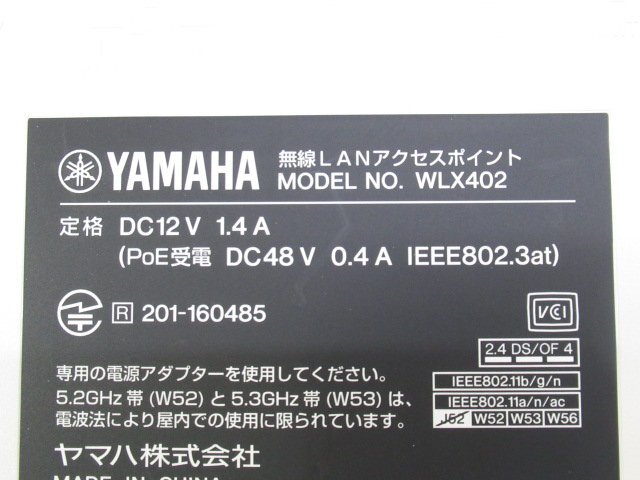 YAMAHA 無線LANアクセスポイント
MODEL NO. WLX402
定格 DC12V 1.4A
(PoE受電 DC48V 0.4A IEEE802.3at)
R 201-160485
VCI
2.4 DS/OF 4
専用の電源アダプターを使用してください。
IEEE802.11b/g/n
5.2GHz帯(W52)と5.3GHz帯(W53)は、
IEEE802.11a/n/ac
電波法により屋内での使用に限られています。
J52 W52 W53 W56
ヤマハ株式会社
MADE IN CHINA